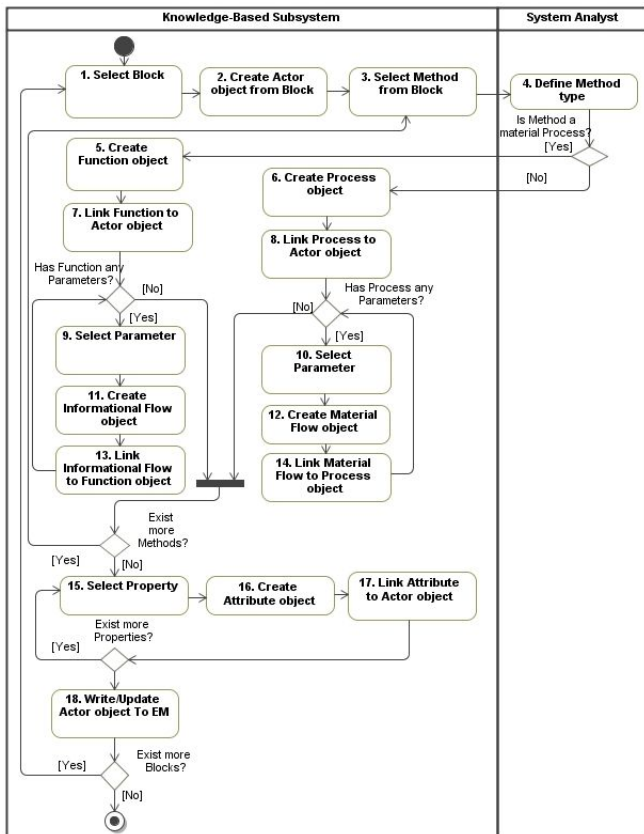 Knowledge-Based Subsystem
System Analyst
1. Select Block
2. Create Actor
object from Block
3. Select Method
from Block
4. Define Method
type
Is Method a
material Process?
[Yes]
[No]
5. Create
Function object
6. Create Process
object
7. Link Function to
Actor object
8. Link Process to
Actor object
Has Function any
Parameters?
[No]
[Yes]
Has Process any
Parameters?
[No]
[Yes]
9. Select Parameter
10. Select
Parameter
11. Create
Informational Flow
object
12. Create Material
Flow object
13. Link
Informational Flow
to Function object
14. Link Material
Flow to Process
object
Exist
more
Methods?
[Yes]
[No]
15. Select Property
16. Create
Attribute object
17. Link Attribute
to Actor object
Exist more
Properties?
[Yes]
18. Write/Update
Actor object To EM
Exist more
Blocks?
[Yes]
[No]